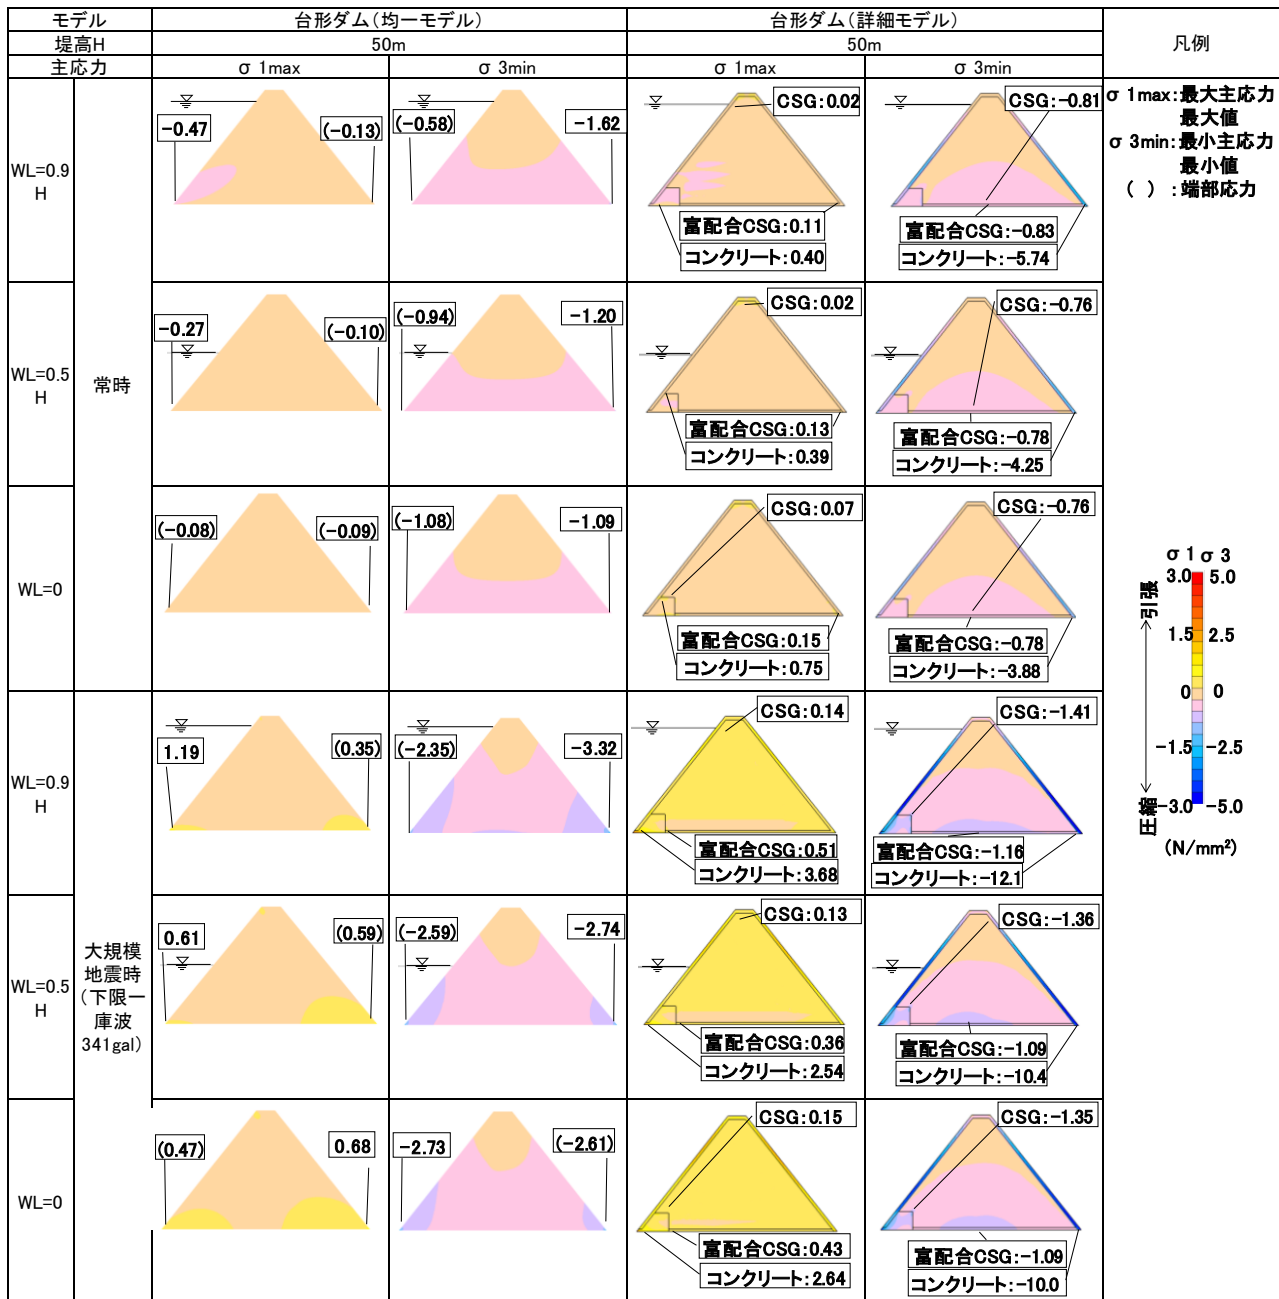 モデル
台形ダム(均一モデル)
台形ダム(詳細モデル)
凡例
堤高H
50m
50m
主応力
σ 1max
σ 3min
σ 1max
σ 3min
σ 1max:最大主応力
最大値
σ 3min:最小主応力
最小値
( ) :端部応力
WL=0.9
H
-0.47
(-0.13)
(-0.58)
-1.62
CSG:0.02
富配合CSG:0.11
コンクリート:0.40
CSG:-0.81
富配合CSG:-0.83
コンクリート:-5.74
WL=0.5
H
常時
-0.27
(-0.10)
(-0.94)
-1.20
CSG:0.02
富配合CSG:0.13
コンクリート:0.39
CSG:-0.76
富配合CSG:-0.78
コンクリート:-4.25
WL=0
(-0.08)
(-0.09)
(-1.08)
-1.09
CSG:0.07
富配合CSG:0.15
コンクリート:0.75
CSG:-0.76
富配合CSG:-0.78
コンクリート:-3.88
WL=0.9
H
1.19
(0.35)
(-2.35)
-3.32
CSG:0.14
富配合CSG:0.51
コンクリート:3.68
CSG:-1.41
富配合CSG:-1.16
コンクリート:-12.1
WL=0.5
H
大規模
地震時
(下限一
庫波
341gal)
0.61
(0.59)
(-2.59)
-2.74
CSG:0.13
富配合CSG:0.36
コンクリート:2.54
CSG:-1.36
富配合CSG:-1.09
コンクリート:-10.4
WL=0
(0.47)
0.68
-2.73
(-2.61)
CSG:0.15
富配合CSG:0.43
コンクリート:2.64
CSG:-1.35
富配合CSG:-1.09
コンクリート:-10.0
σ 1 σ 3
3.0 5.0
1.5 2.5
0 0
-1.5 -2.5
-3.0 -5.0
引張
圧縮
(N/mm²)